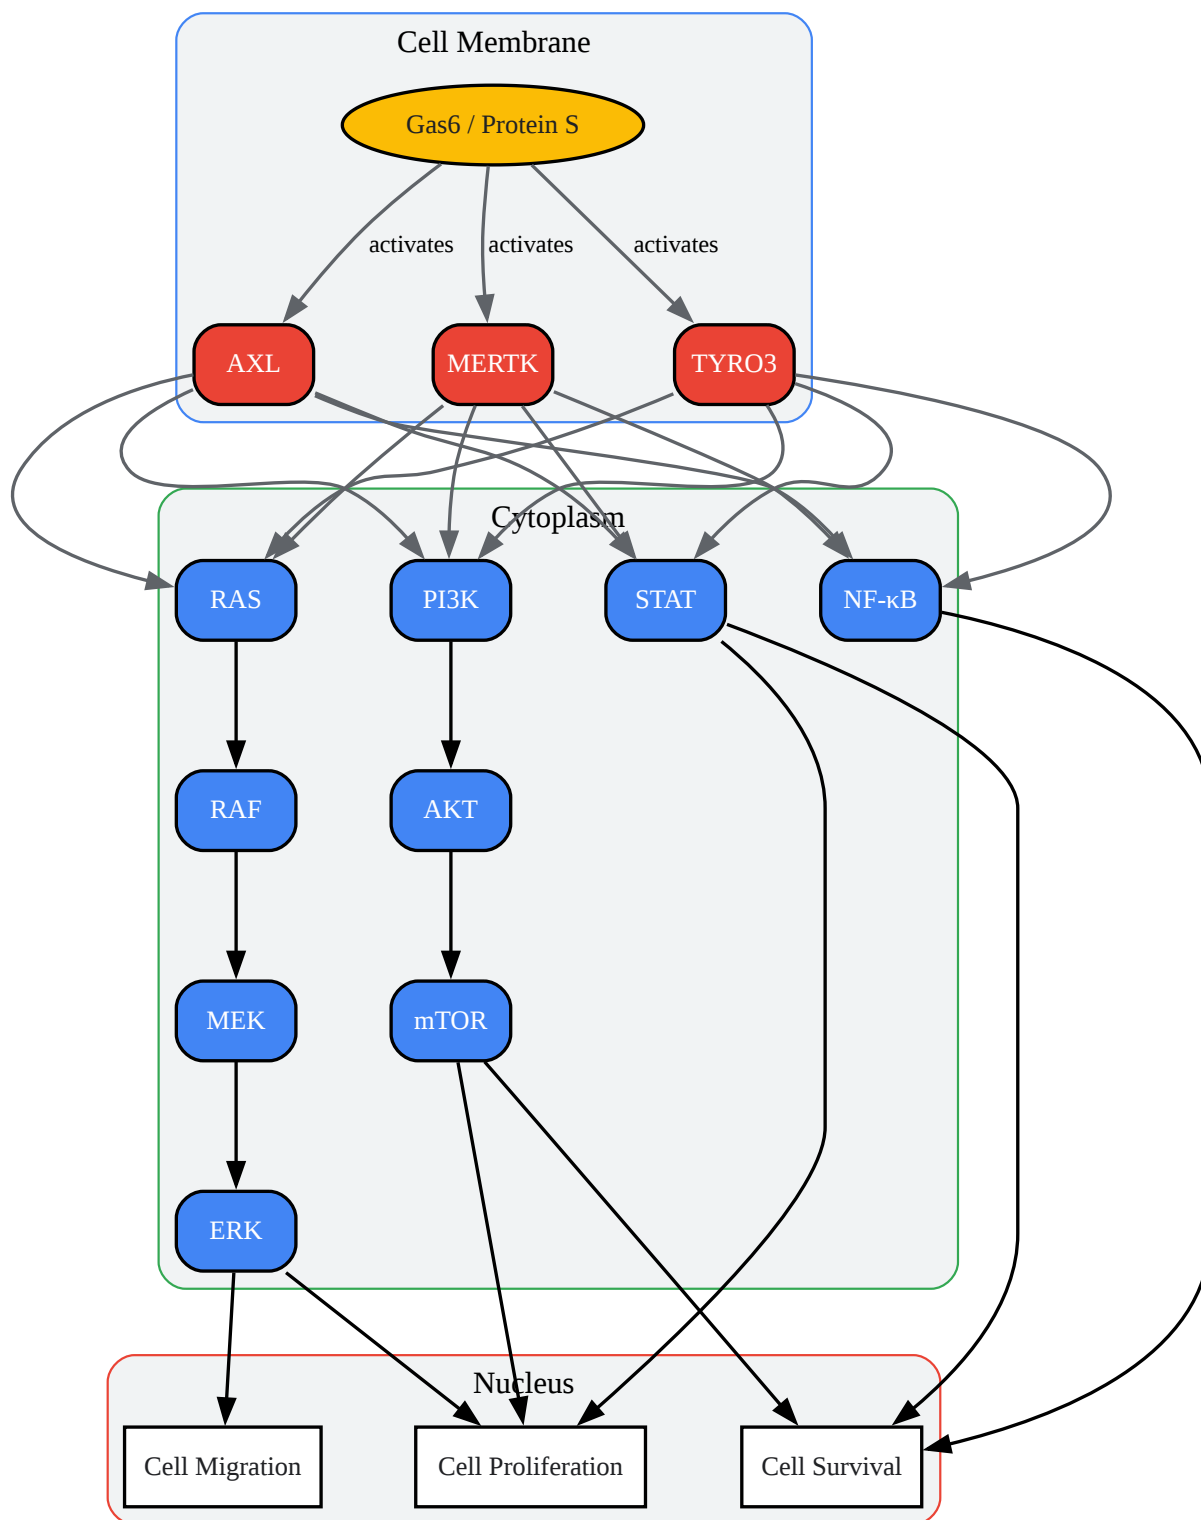 Cell Membrane
Gas6 / Protein S
activates
activates
activates
AXL
MERTK
TYRO3
Cytoplasm
RAS
PI3K
STAT
NF-κB
RAF
AKT
MEK
mTOR
ERK
Nucleus
Cell Migration
Cell Proliferation
Cell Survival